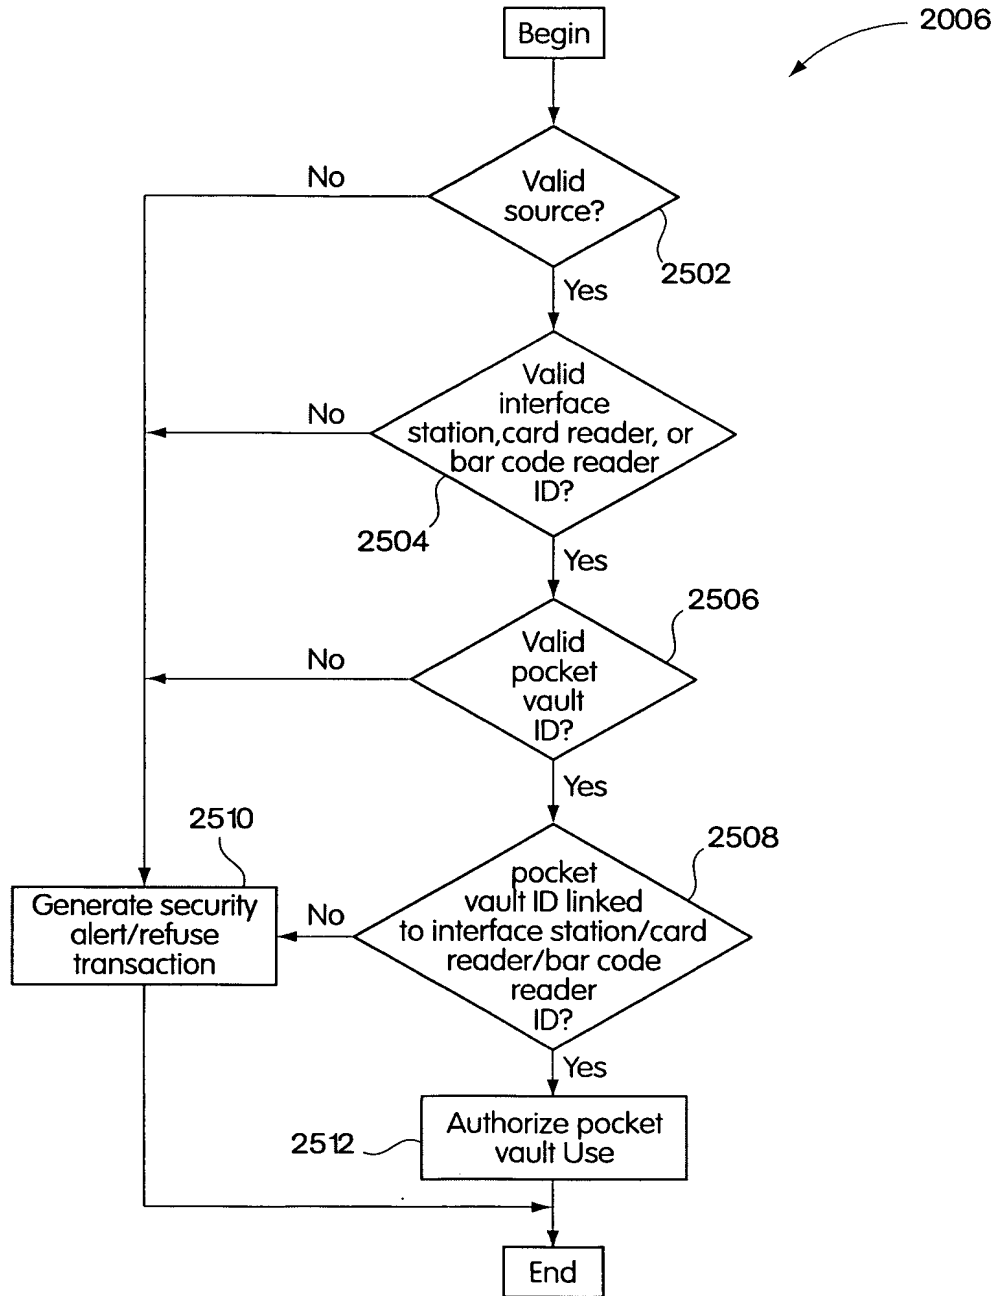 Begin
2006
No
Valid
source?
2502
Yes
Valid
interface
station,card reader, or
bar code reader
ID?
No
2504
Yes
2506
Valid
pocket
vault
ID?
No
Yes
2510
2508
Generate security
alert/refuse
transaction
No
pocket
vault ID linked
to interface station/card
reader/bar code
reader
ID?
Yes
Authorize pocket
vault Use
2512
End